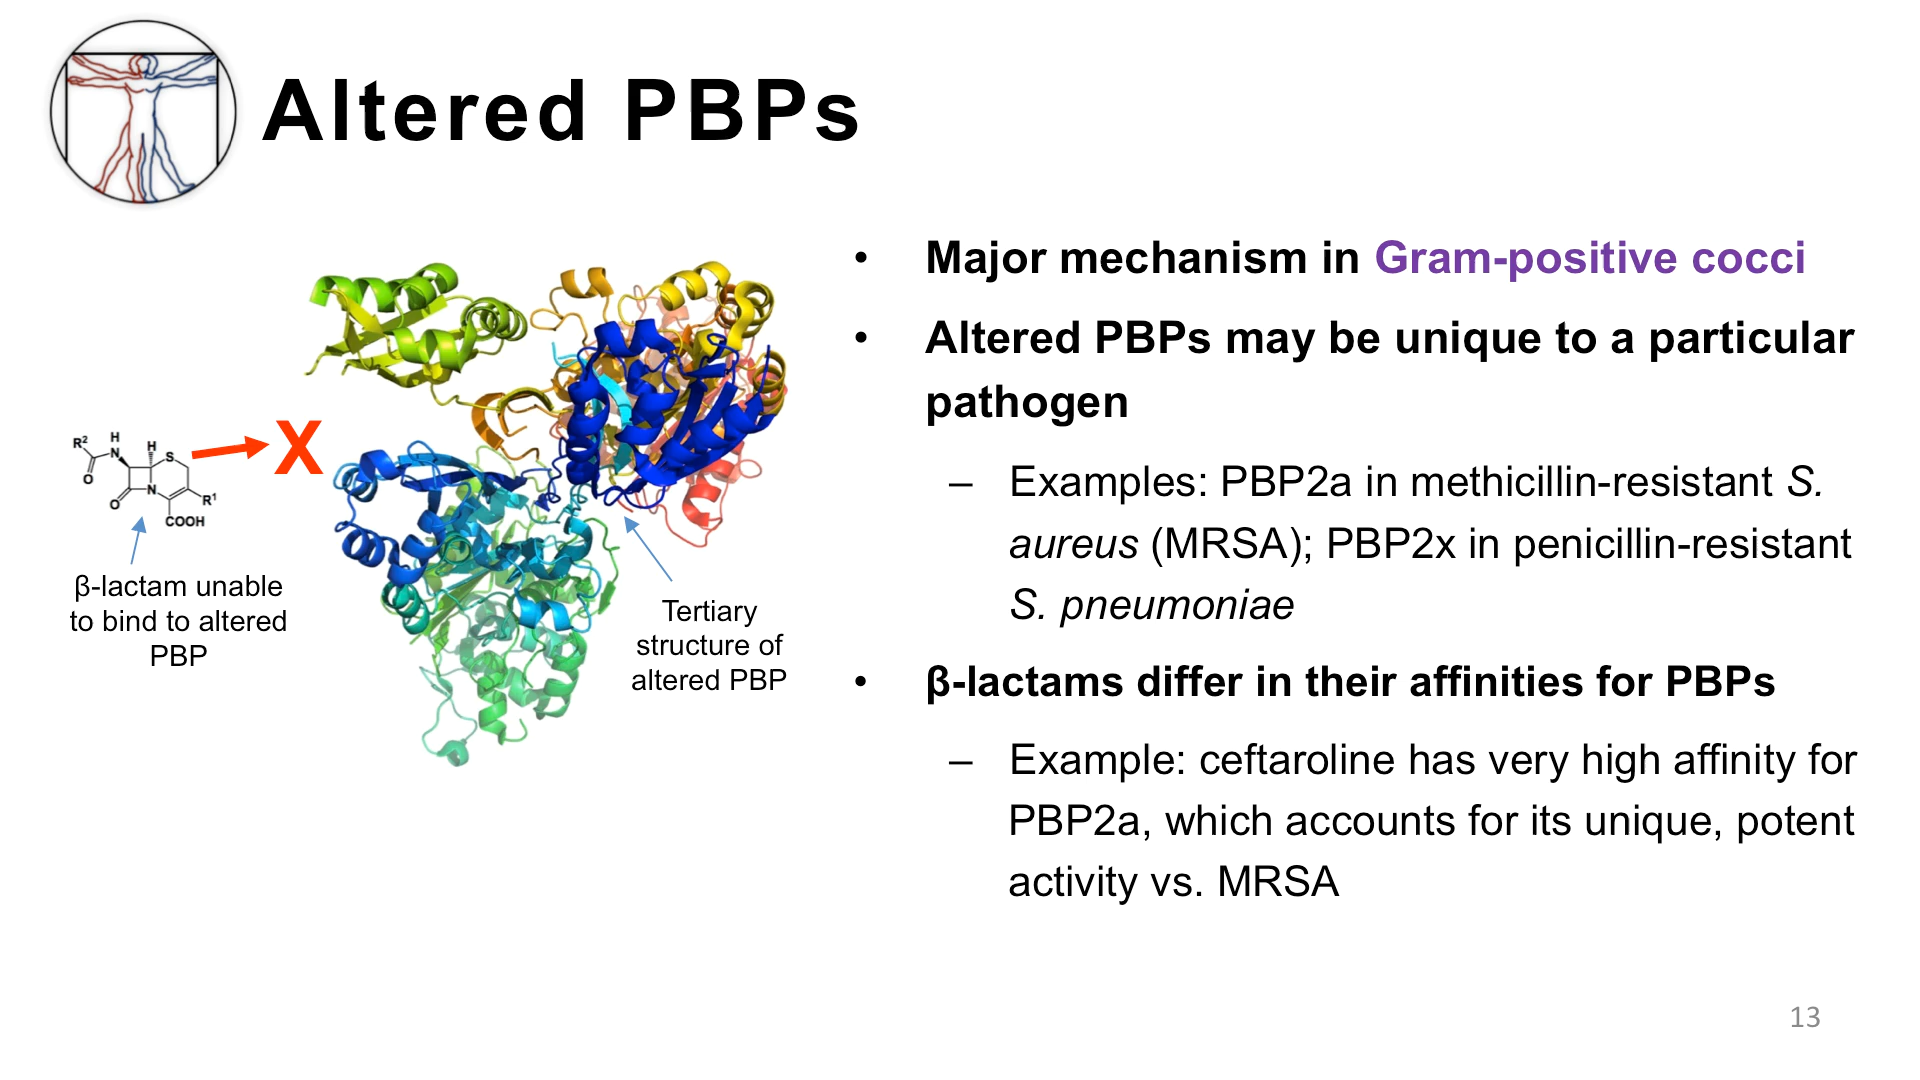 Altered PBPs
• Major mechanism in Gram-positive cocci
• Altered PBPs may be unique to a particular
pathogen
– Examples: PBP2a in methicillin-resistant S.
aureus (MRSA); PBP2x in penicillin-resistant
S. pneumoniae
• β-lactams differ in their affinities for PBPs
– Example: ceftaroline has very high affinity for
PBP2a, which accounts for its unique, potent
activity vs. MRSA
R² H N H S O O N R¹ COOH
X
β-lactam unable
to bind to altered
PBP
Tertiary
structure of
altered PBP
13